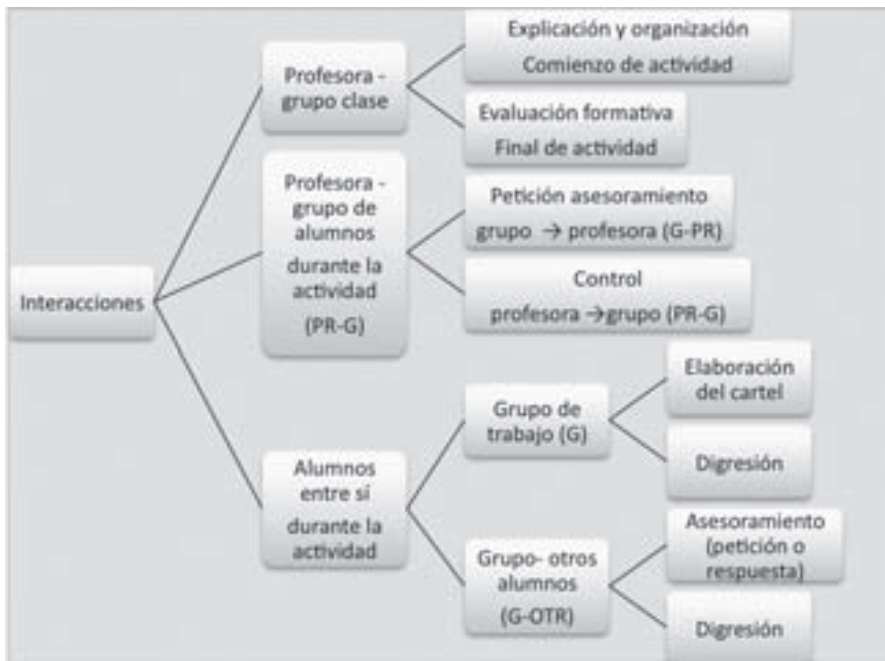 Interacciones
Profesora -
grupo clase
Explicación y organización
Comienzo de actividad
Evaluación formativa
Final de actividad
Profesora -
grupo de
alumnos
durante la
actividad
(PR-G)
Petición asesoramiento
grupo → profesora (G-PR)
Control
profesora →grupo (PR-G)
Alumnos
entre sí
durante la
actividad
Grupo de
trabajo (G)
Elaboración
del cartel
Digresión
Grupo- otros
alumnos
(G-OTR)
Asesoramiento
(petición o
respuesta)
Digresión